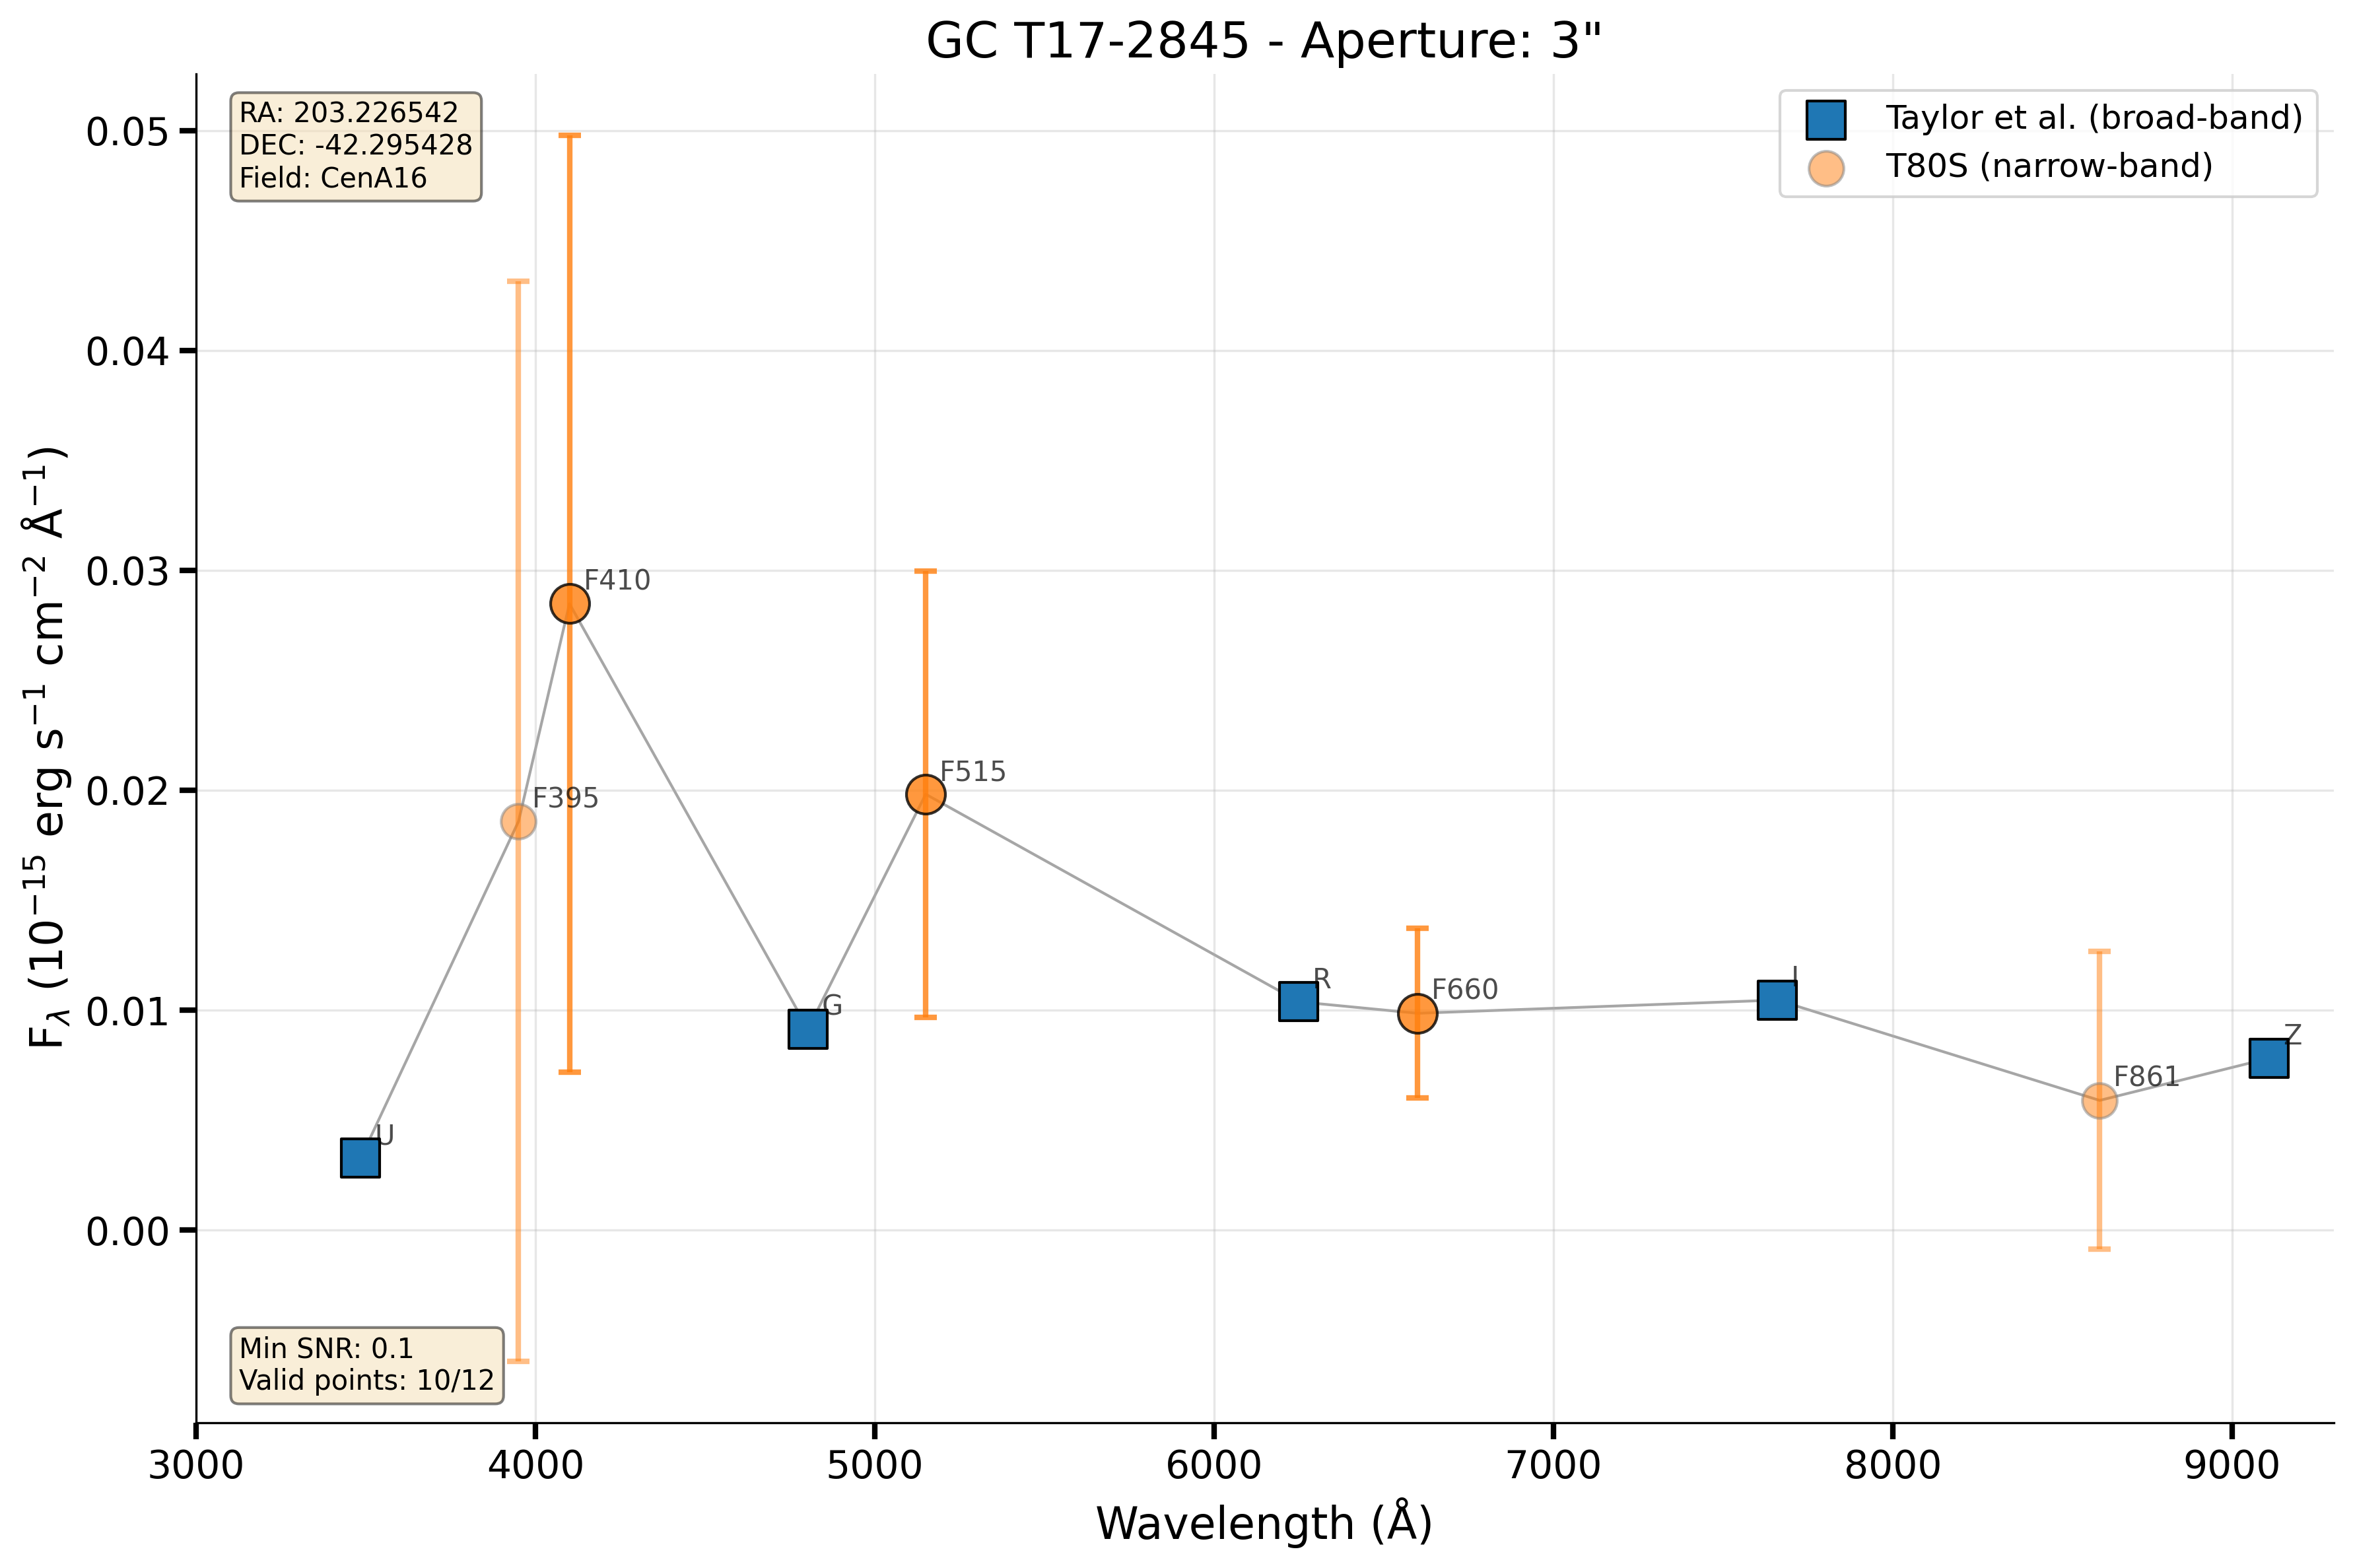 GC T17-2845 - Aperture: 3"
RA: 203.226542
DEC: -42.295428
Field: CenA16
Taylor et al. (broad-band)
T80S (narrow-band)
0.05
0.04
0.03
0.02
0.01
0.00
F_λ (10⁻¹⁵ erg s⁻¹ cm⁻² Å⁻¹)
F410
F395
F515
G
R
F660
I
Z
F861
U
Min SNR: 0.1
Valid points: 10/12
3000 4000 5000 6000 7000 8000 9000
Wavelength (Å)